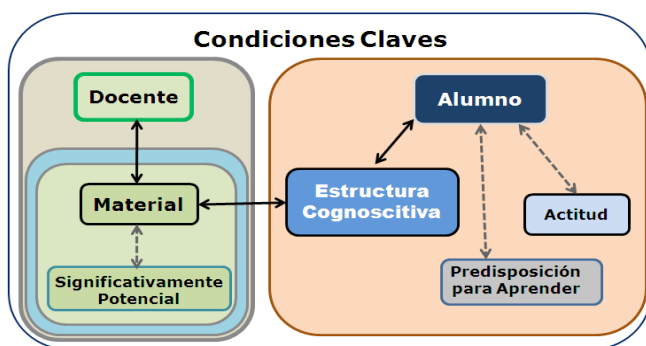 Condiciones Claves
Docente
Alumno
Material
Estructura
Cognoscitiva
Actitud
Significativamente
Potencial
Predisposición
para Aprender